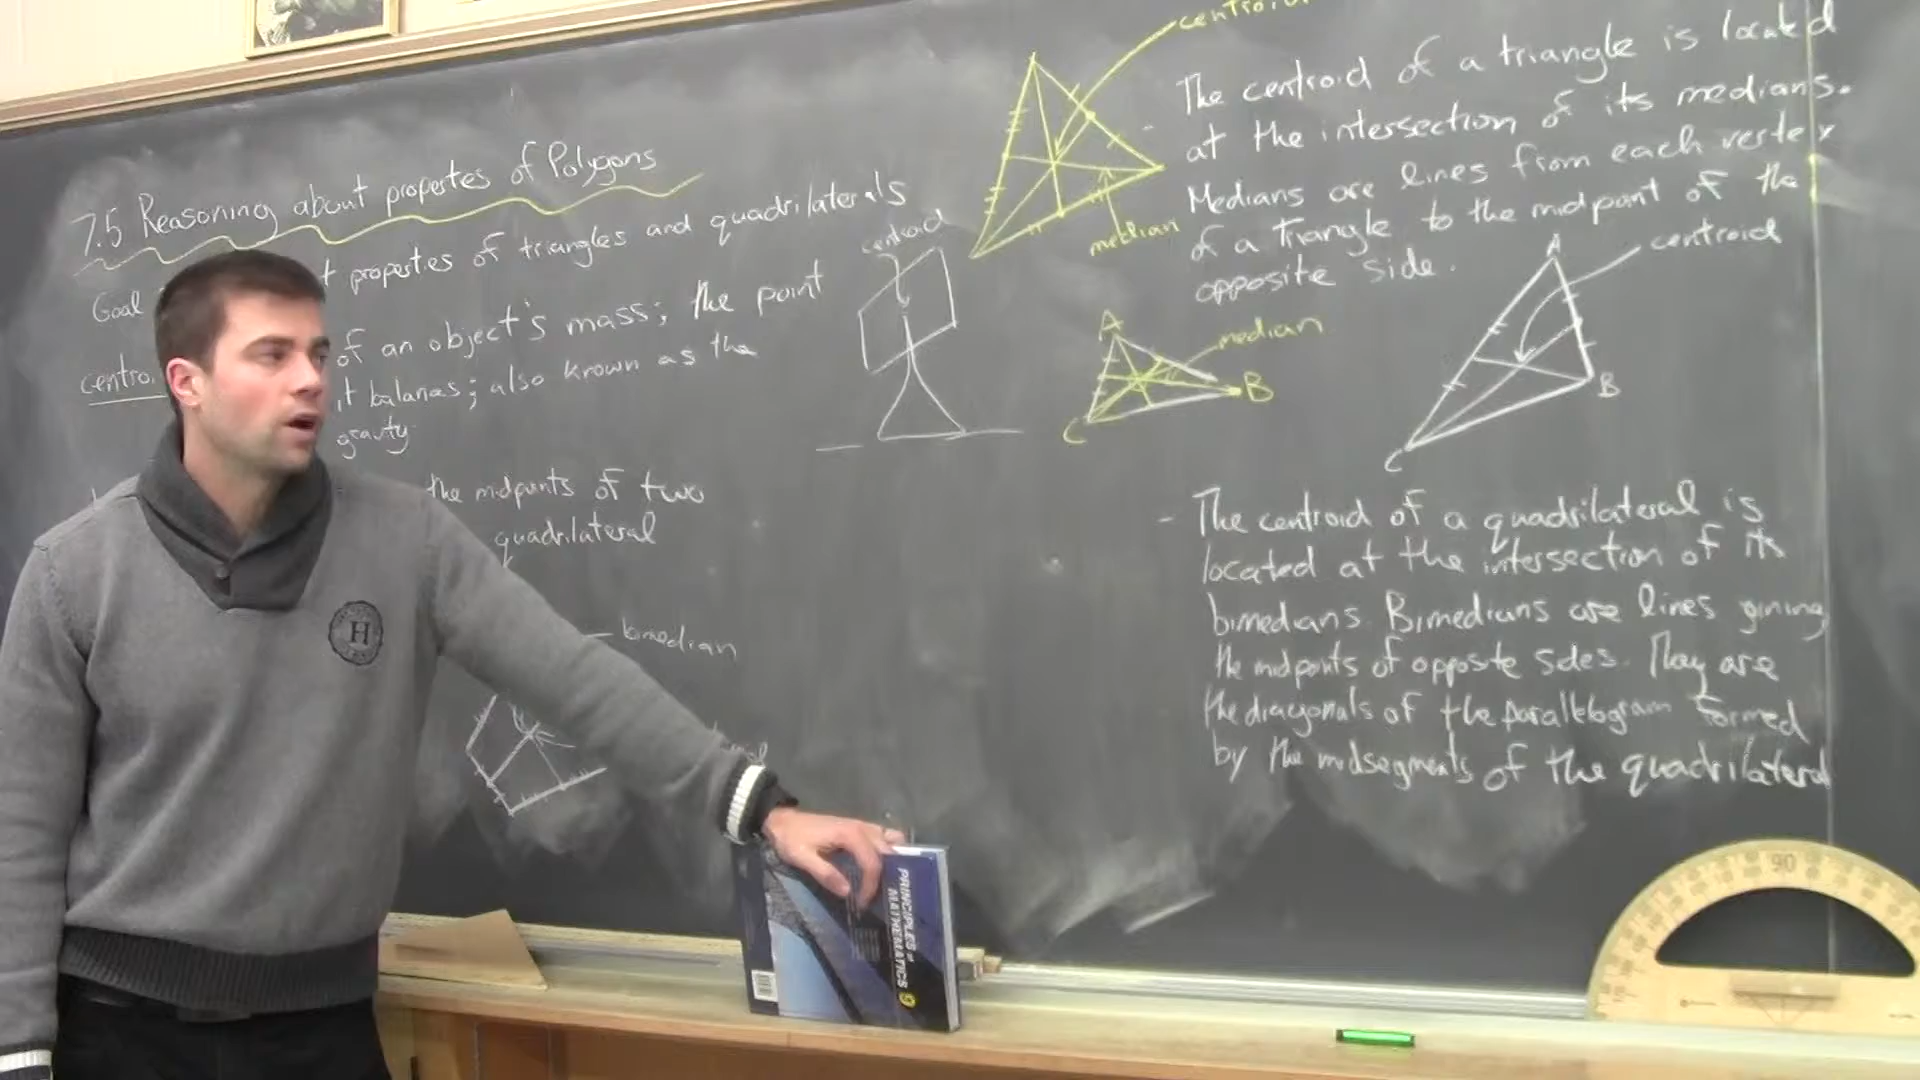 7.5 Reasoning about properties of Polygons
Goal t properties of triangles and quadrilaterals
centro of an object's mass; the point
it balances; also known as the
gravity
the midpoints of two
quadrilateral
bimedian
centroid
centroid
median
- The centroid of a triangle is located
at the intersection of its medians.
Medians are lines from each vertex
of a triangle to the midpoint of the
opposite side.
A
median
B
C
A
centroid
B
C
- The centroid of a quadrilateral is
located at the intersection of its
bimedians. Bimedians are lines gining
the midpoints of opposite sides. They are
the diagonals of the parallelogram formed
by the midsegments of the quadrilateral
H
PRINCIPLES of
MATHEMATICS 9
90